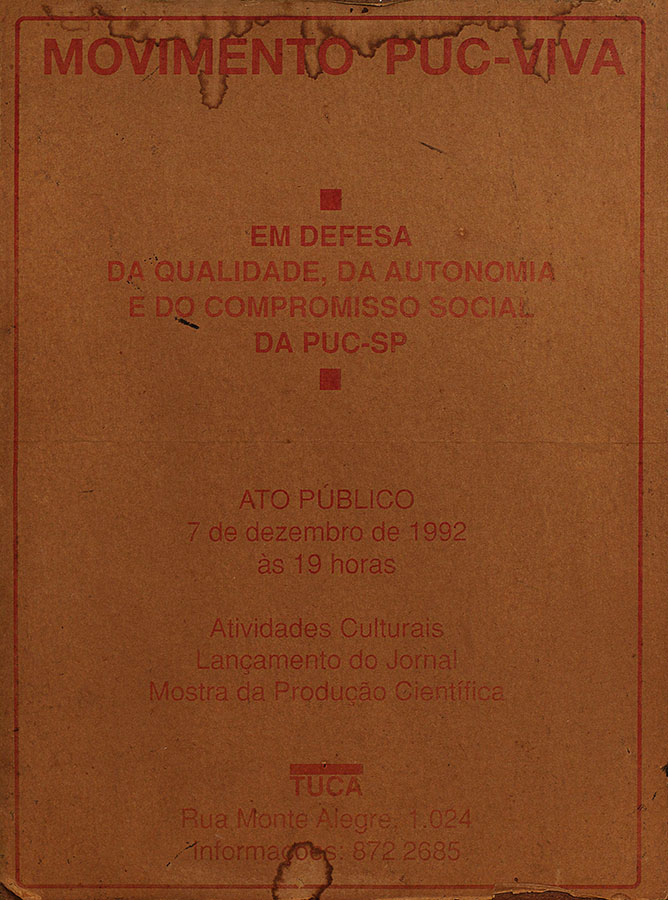 MOVIMENTO PUC-VIVA
EM DEFESA
DA QUALIDADE, DA AUTONOMIA
E DO COMPROMISSO SOCIAL
DA PUC-SP
ATO PÚBLICO
7 de dezembro de 1992
às 19 horas
Atividades Culturais
Lançamento do Jornal
Mostra da Produção Científica
TUCA
Rua Monte Alegre, 1.024
Informações: 872 2685